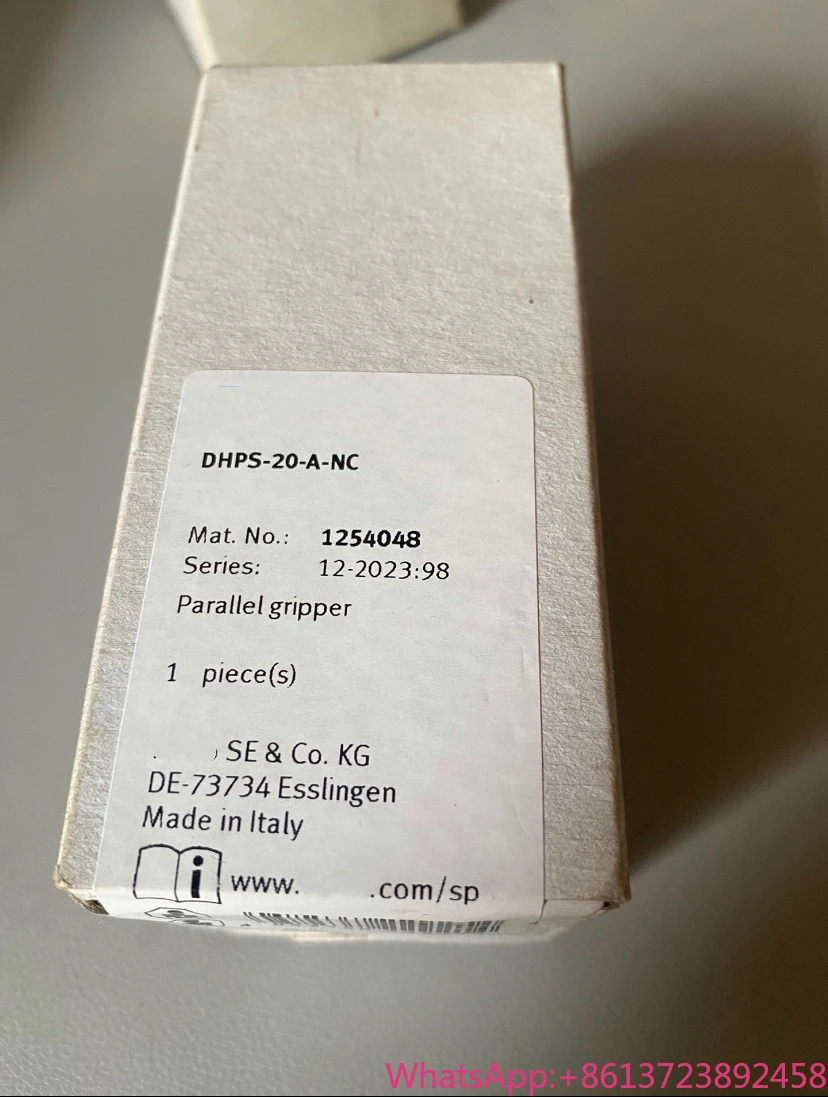 DHPS-20-A-NC
Mat. No.: 1254048
Series: 12-2023:98
Parallel gripper
1 piece(s)
SE & Co. KG
DE-73734 Esslingen
Made in Italy
i www. .com/sp
WhatsApp:+8613723892458